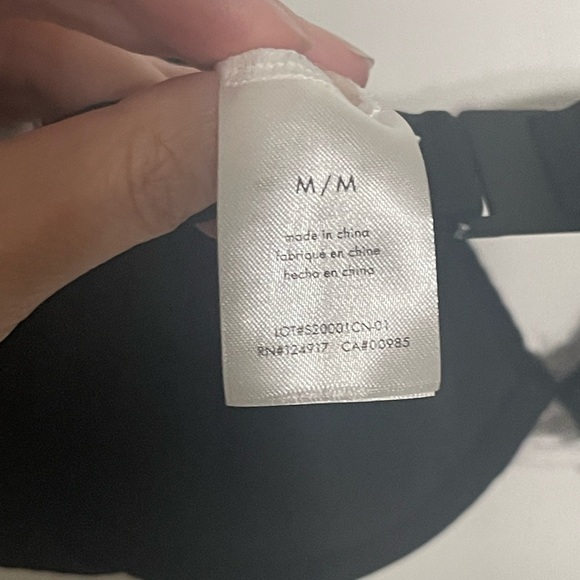 M/M
made in china
fabriqué en chine
hecho en china
LOT#S20001CN-01
RN#124917 CA#00985